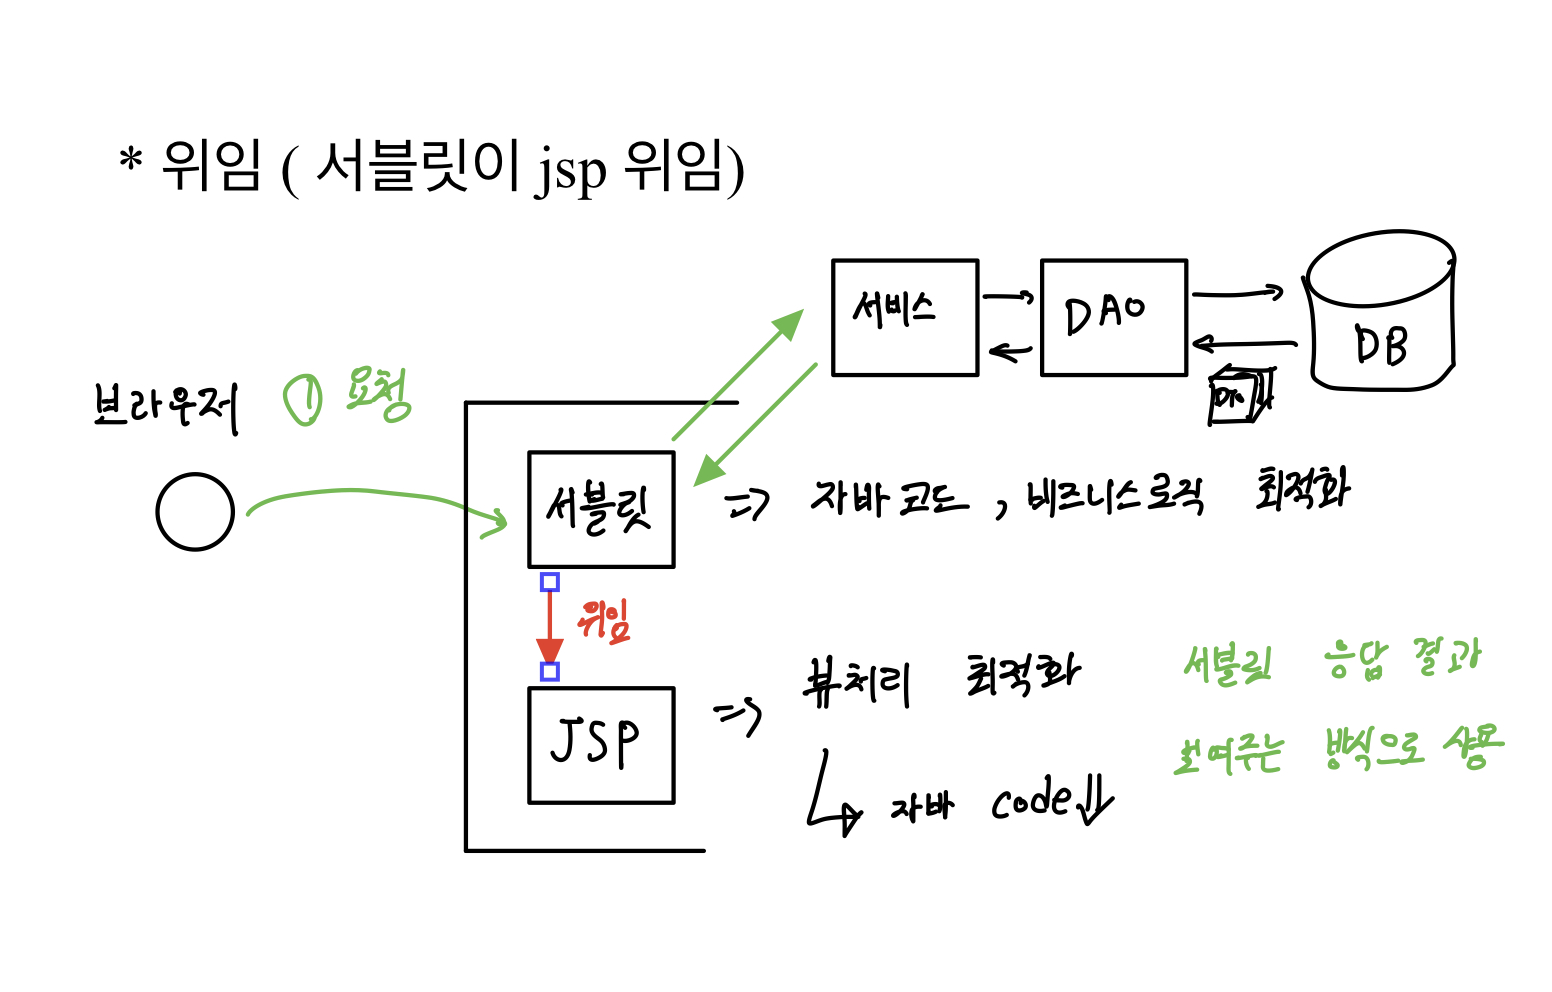 * 위임 ( 서블릿이 jsp 위임)
서비스
DAO
DB
브라우저
① 요청
서블릿
=> 자바코드 , 비즈니스로직 최적화
위임
JSP
=> 뷰처리 최적화
자바 code
서블릿 응답 결과
보여주는 방식으로 사용